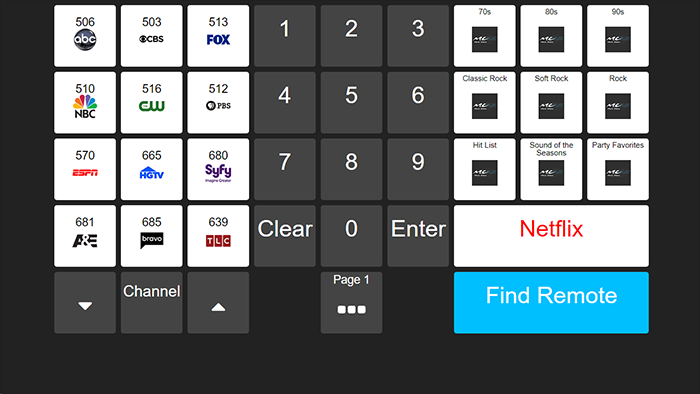 506
abc
503
CBS
513
FOX
1
2
3
70s
80s
90s
510
NBC
516
CW
512
PBS
4
5
6
Classic Rock
Soft Rock
Rock
570
ESFT
665
HGTV
680
Syfy
Imagine Greater
7
8
9
Hit List
Sound of the
Seasons
Party Favorites
681
A&E
685
bravo
639
TLC
Clear
0
Enter
Netflix
Channel
Page 1
Find Remote